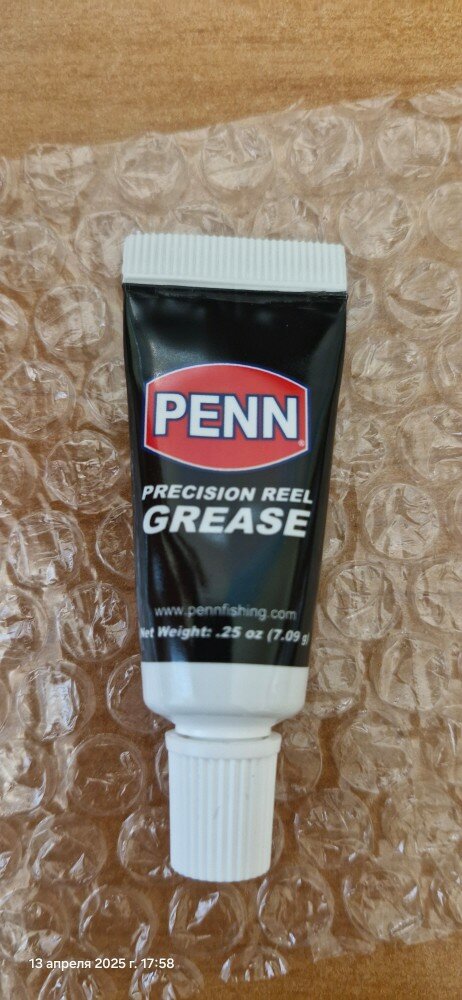 PENN®
PRECISION REEL
GREASE
www.pennfishing.com
Net Weight: .25 oz (7.09 g)
13 апреля 2025 г. 17:58